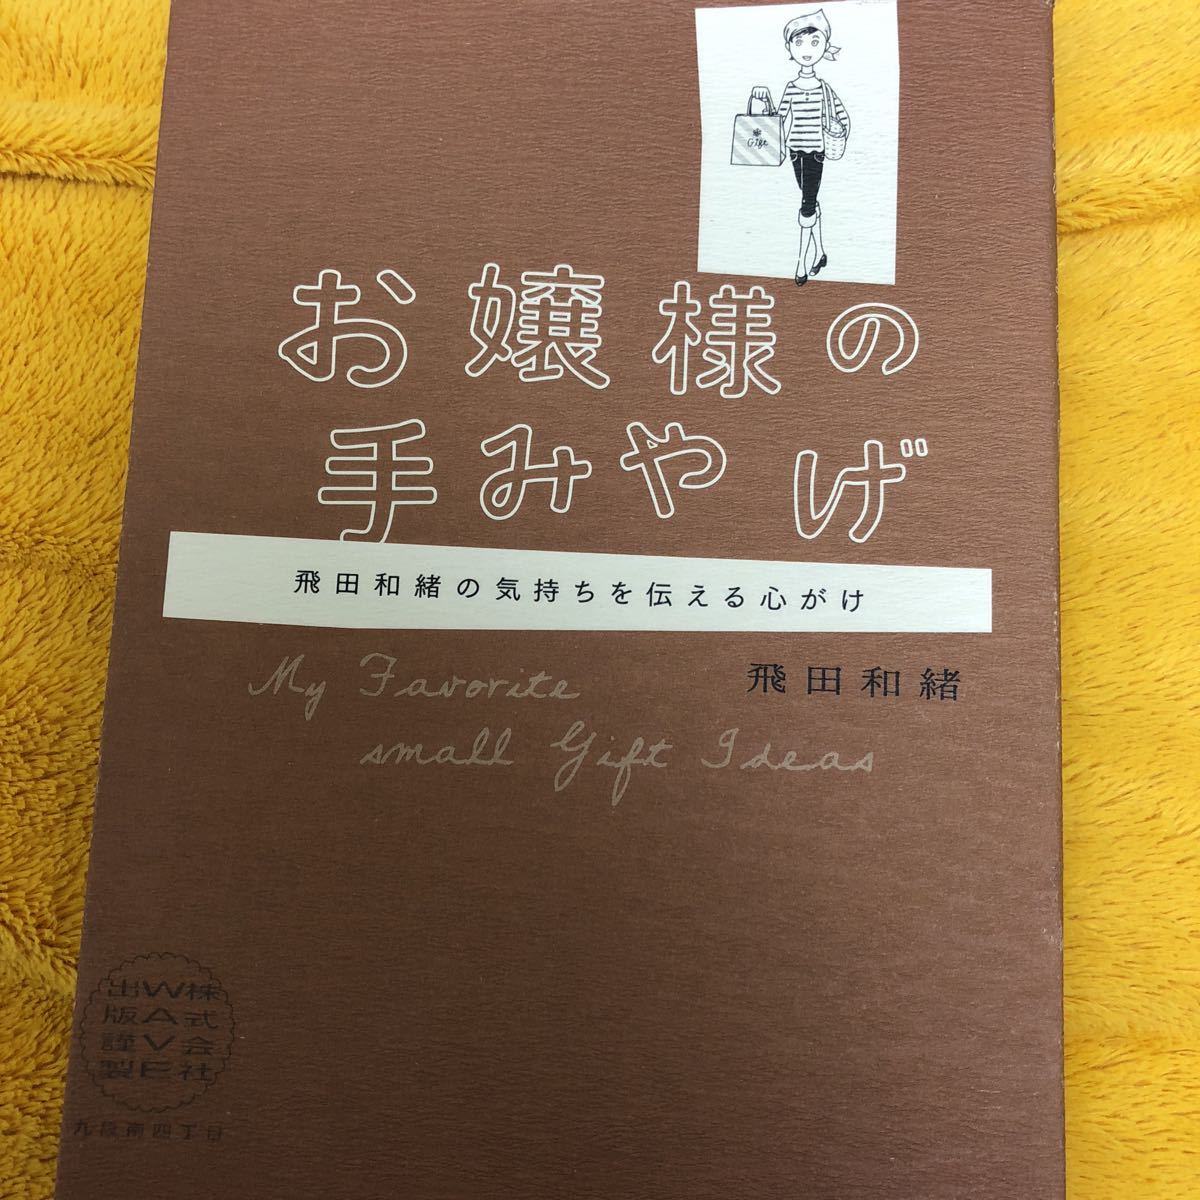 Gift
お嬢様の
手みやげ
飛田和緒の気持ちを伝える心がけ
飛田和緒
My Favorite
small Gift Ideas
株式会社
WAVE
出版謹製
九段南四丁目